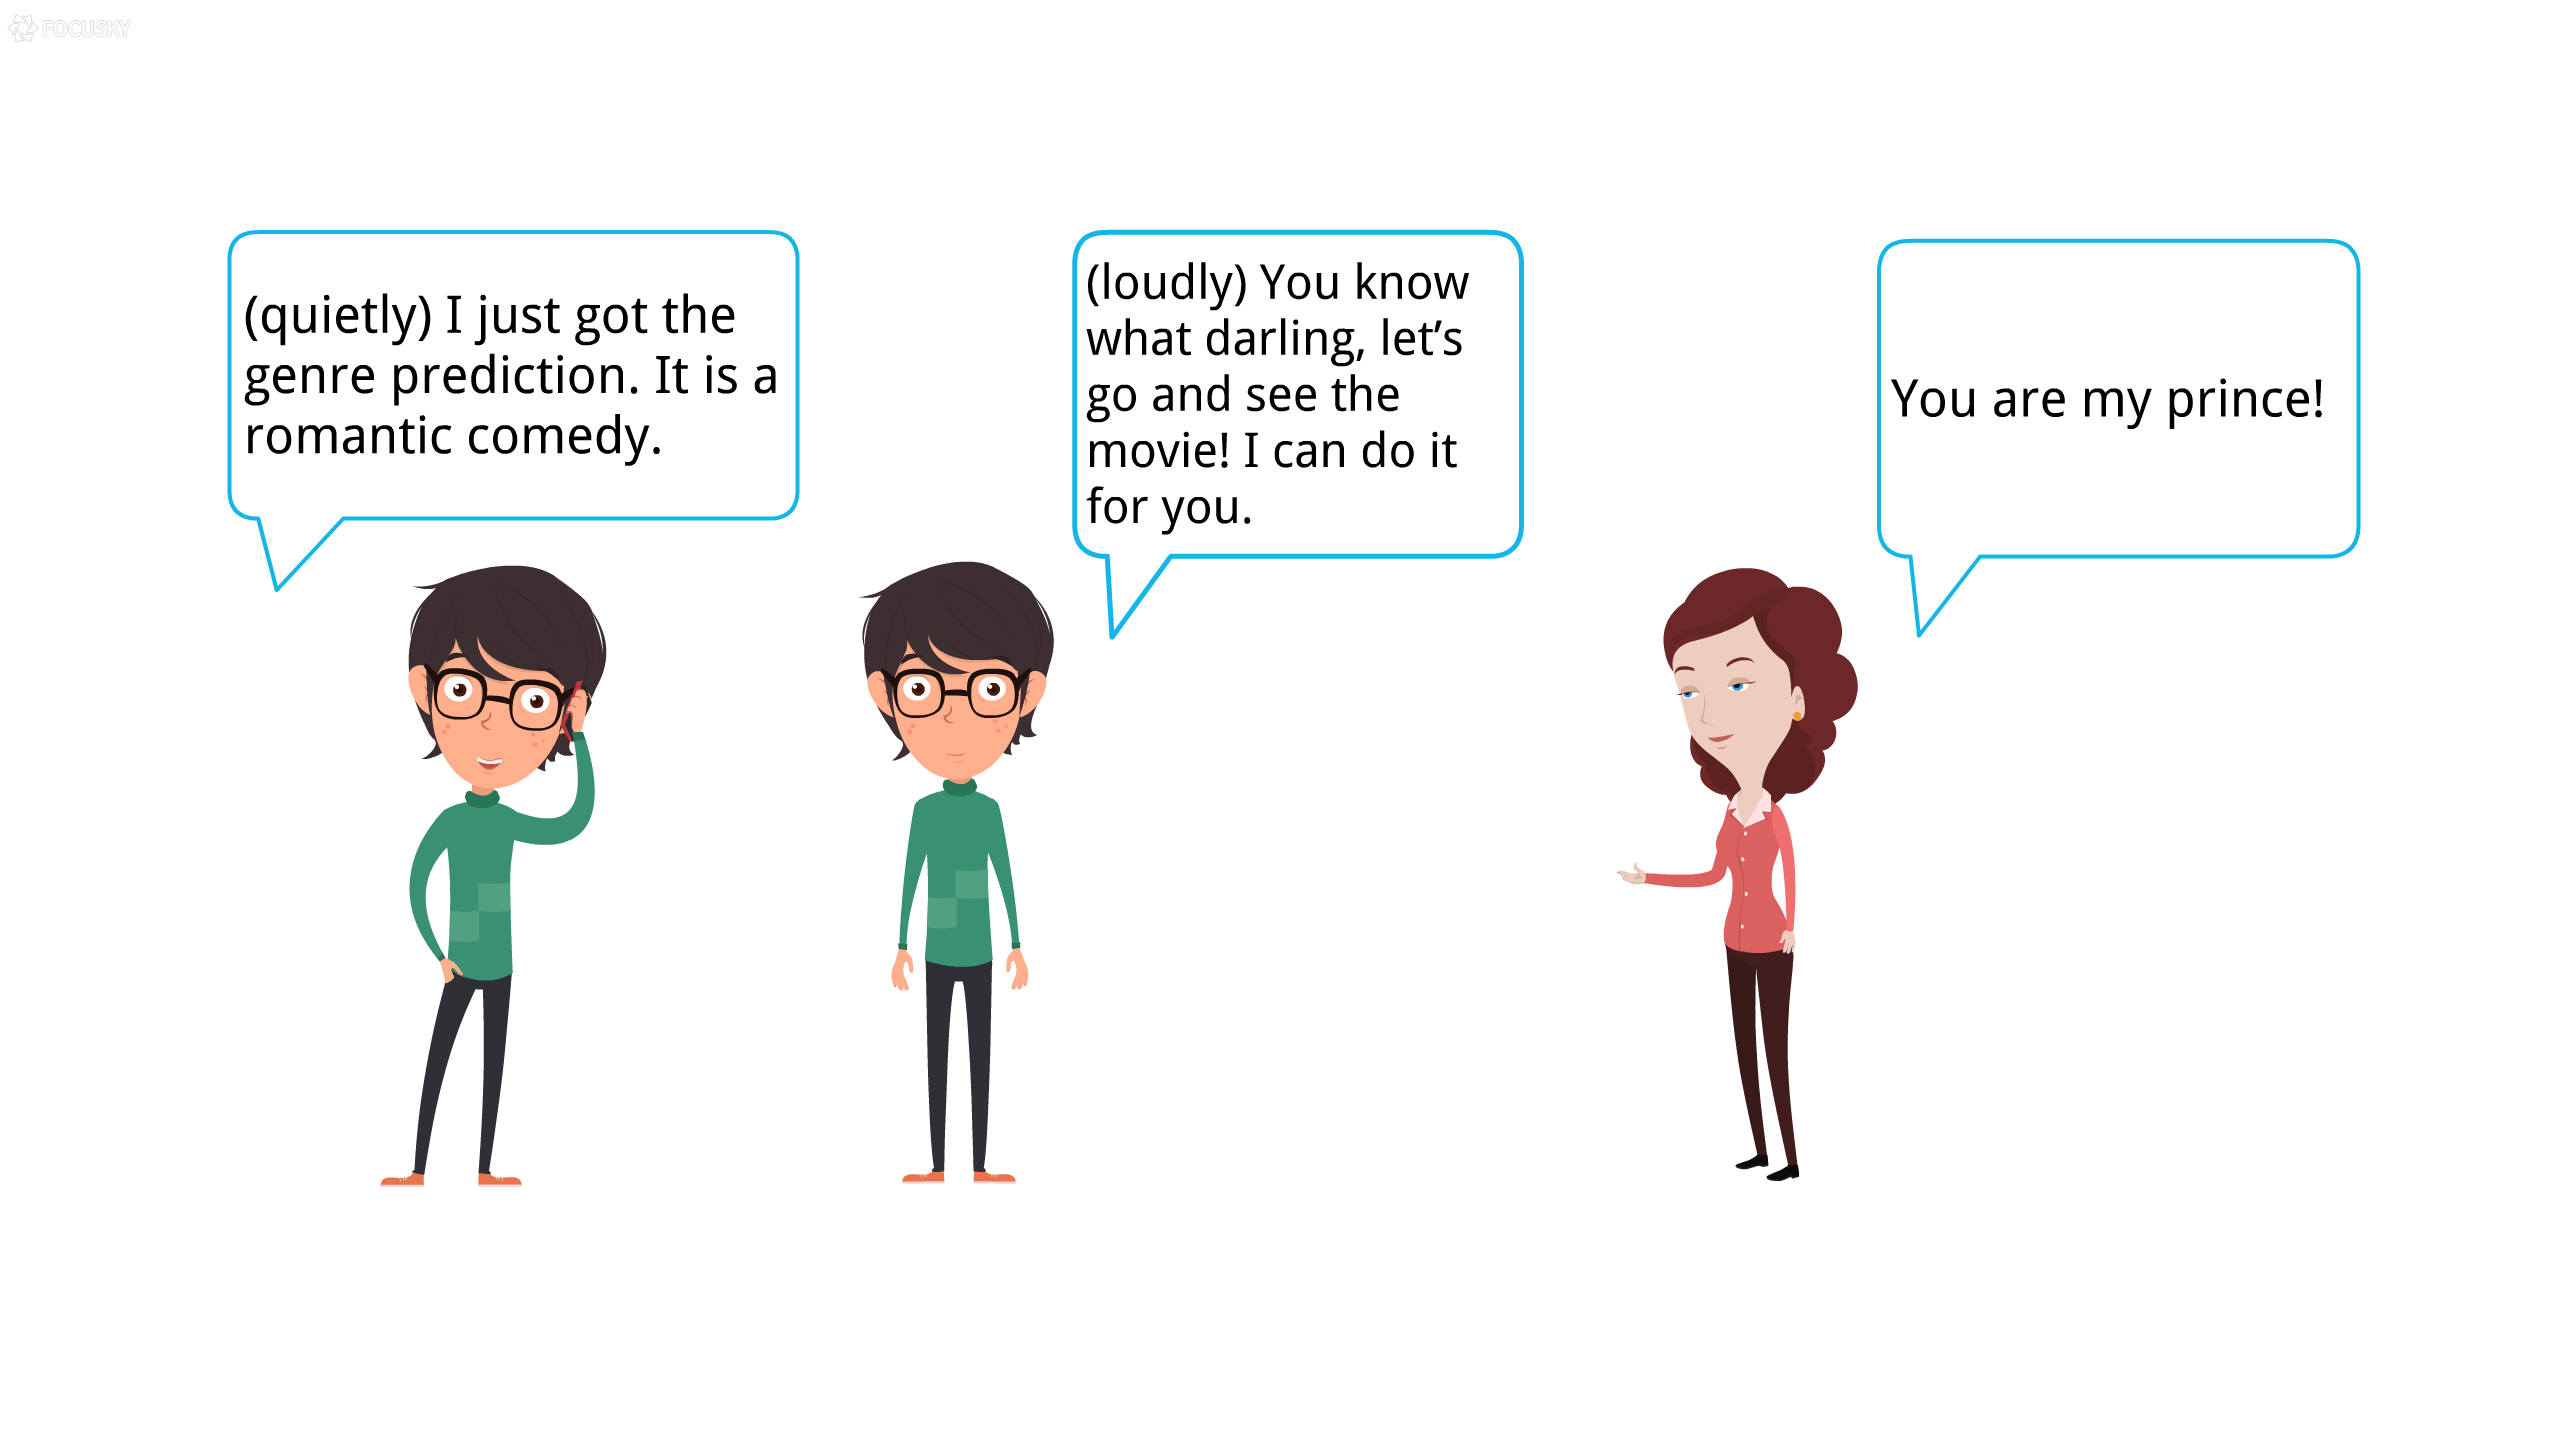 FOCUSKY
(quietly) I just got the
genre prediction. It is a
romantic comedy.
(loudly) You know
what darling, let’s
go and see the
movie! I can do it
for you.
You are my prince!